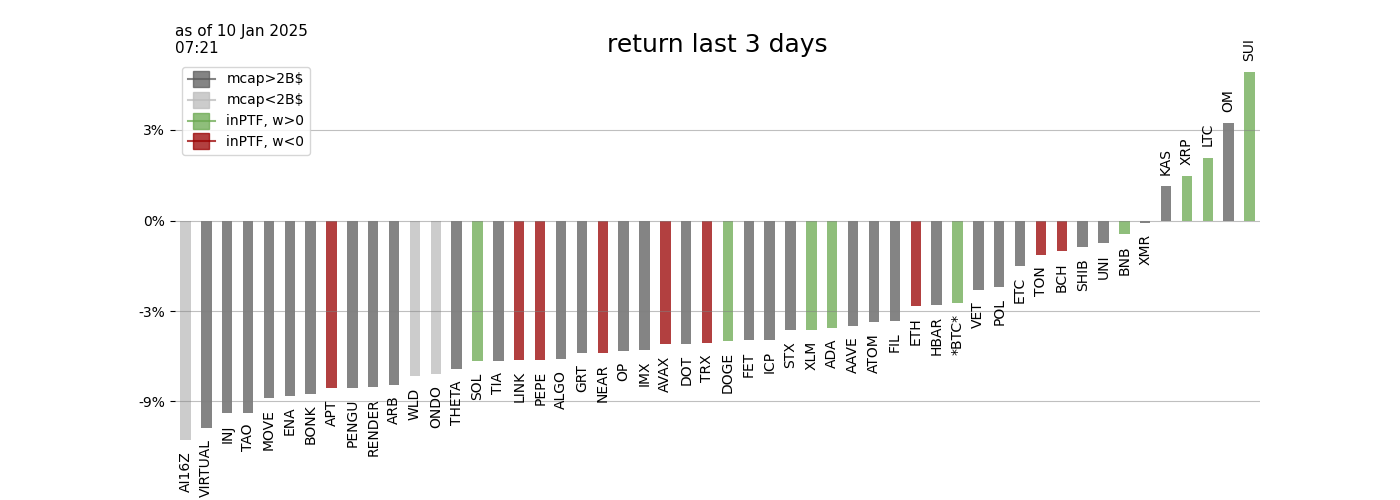 as of 10 Jan 2025
07:21
return last 3 days
mcap>2B$
mcap<2B$
inPTF, w>0
inPTF, w<0
3%
0%
-3%
-9%
AI16Z
VIRTUAL
INJ
TAO
MOVE
ENA
BONK
APT
PENGU
RENDER
ARB
WLD
ONDO
THETA
SOL
TIA
LINK
PEPE
ALGO
GRT
NEAR
OP
IMX
AVAX
DOT
TRX
DOGE
FET
ICP
STX
XLM
ADA
AAVE
ATOM
FIL
ETH
HBAR
*BTC*
VET
POL
ETC
TON
BCH
SHIB
UNI
BNB
XMR
KAS
XRP
LTC
OM
SUI